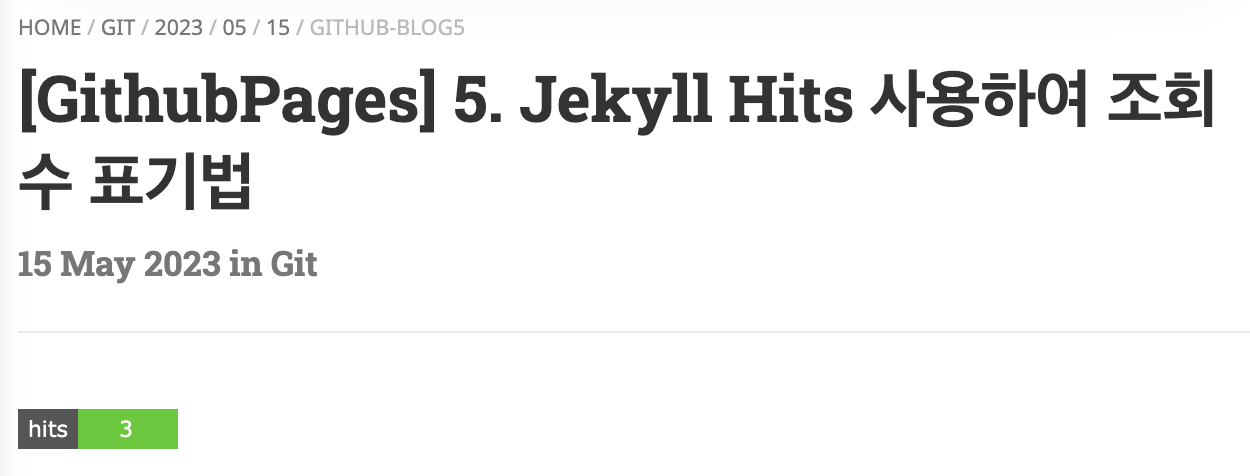 HOME / GIT / 2023 / 05 / 15 / GITHUB-BLOG5
[GithubPages] 5. Jekyll Hits 사용하여 조회
수 표기법
15 May 2023 in Git
hits 3